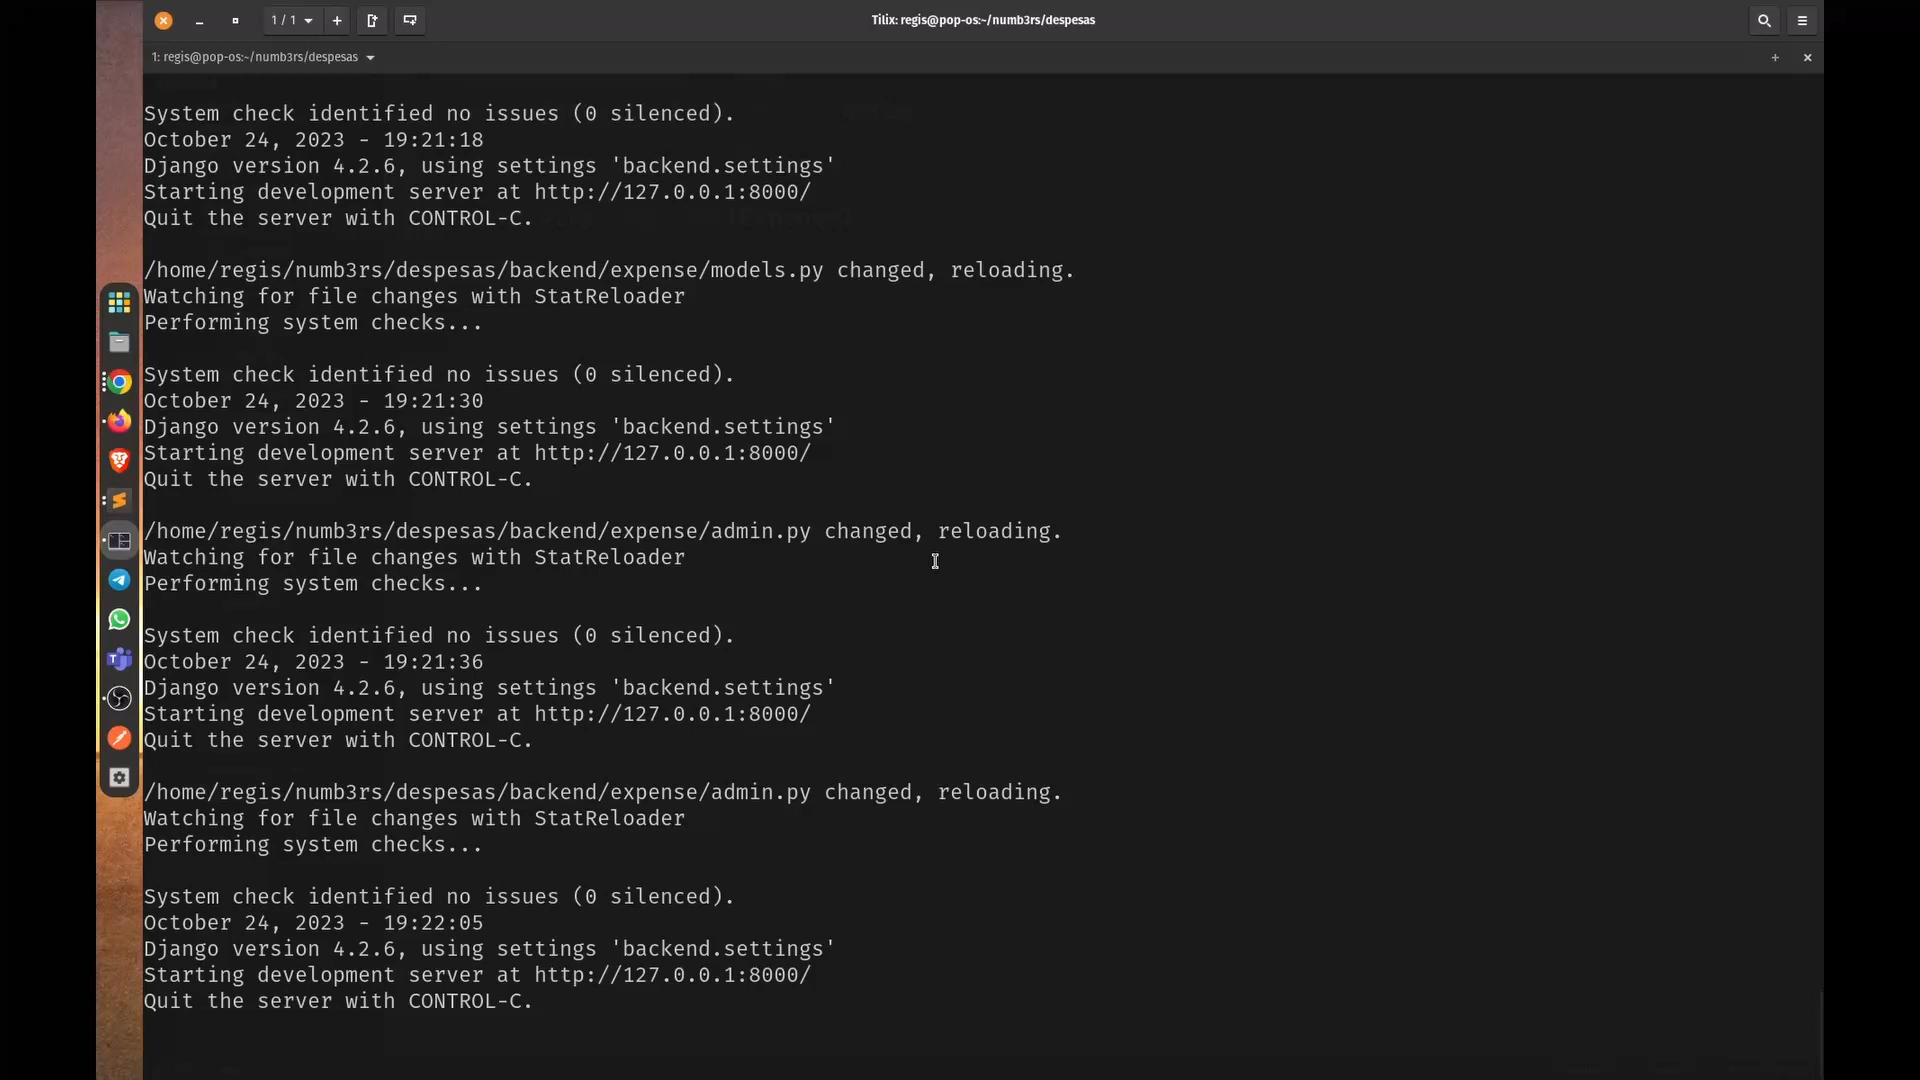 1 / 1
Tilix: regis@pop-os:~/numb3rs/despesas
1: regis@pop-os:~/numb3rs/despesas
System check identified no issues (0 silenced).
October 24, 2023 - 19:21:18
Django version 4.2.6, using settings 'backend.settings'
Starting development server at http://127.0.0.1:8000/
Quit the server with CONTROL-C.
/home/regis/numb3rs/despesas/backend/expense/models.py changed, reloading.
Watching for file changes with StatReloader
Performing system checks...
System check identified no issues (0 silenced).
October 24, 2023 - 19:21:30
Django version 4.2.6, using settings 'backend.settings'
Starting development server at http://127.0.0.1:8000/
Quit the server with CONTROL-C.
/home/regis/numb3rs/despesas/backend/expense/admin.py changed, reloading.
Watching for file changes with StatReloader
Performing system checks...
System check identified no issues (0 silenced).
October 24, 2023 - 19:21:36
Django version 4.2.6, using settings 'backend.settings'
Starting development server at http://127.0.0.1:8000/
Quit the server with CONTROL-C.
/home/regis/numb3rs/despesas/backend/expense/admin.py changed, reloading.
Watching for file changes with StatReloader
Performing system checks...
System check identified no issues (0 silenced).
October 24, 2023 - 19:22:05
Django version 4.2.6, using settings 'backend.settings'
Starting development server at http://127.0.0.1:8000/
Quit the server with CONTROL-C.